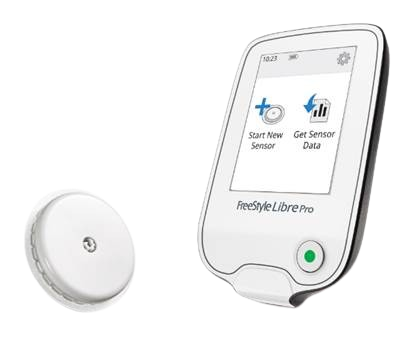 10:23
Start New
Sensor
Get Sensor
Data
FreeStyle Libre Pro